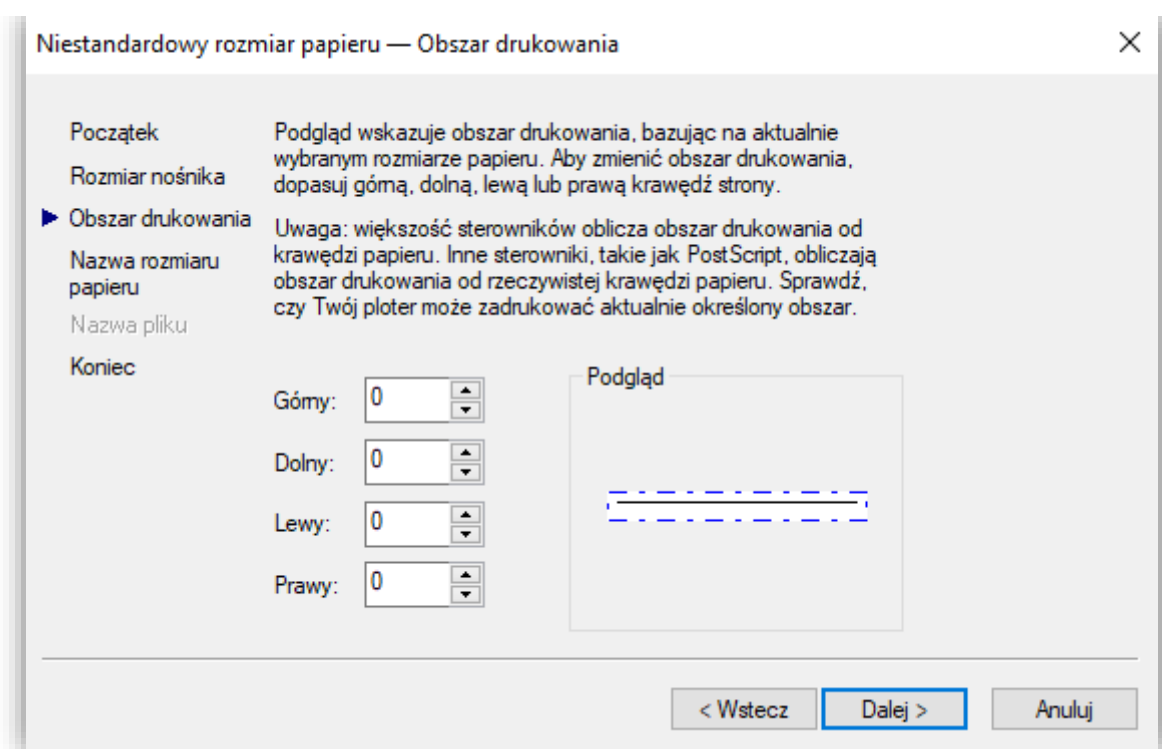 Niestandardowy rozmiar papieru — Obszar drukowania
Początek
Rozmiar nośnika
Obszar drukowania
Nazwa rozmiaru
papieru
Nazwa pliku
Koniec
Podgląd wskazuje obszar drukowania, bazując na aktualnie
wybranym rozmiarze papieru. Aby zmienić obszar drukowania,
dopasuj górną, dolną, lewą lub prawą krawędź strony.
Uwaga: większość sterowników oblicza obszar drukowania od
krawędzi papieru. Inne sterowniki, takie jak PostScript, obliczają
obszar drukowania od rzeczywistej krawędzi papieru. Sprawdź,
czy Twój ploter może zadrukować aktualnie określony obszar.
Górny: 0
Dolny: 0
Lewy: 0
Prawy: 0
Podgląd
< Wstecz
Dalej >
Anuluj